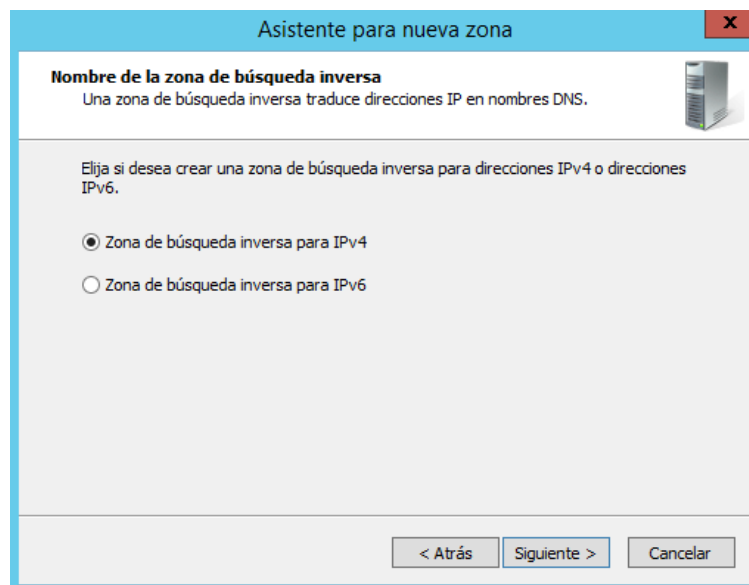 Asistente para nueva zona
x
Nombre de la zona de búsqueda inversa
Una zona de búsqueda inversa traduce direcciones IP en nombres DNS.
Elija si desea crear una zona de búsqueda inversa para direcciones IPv4 o direcciones
IPv6.
Zona de búsqueda inversa para IPv4
Zona de búsqueda inversa para IPv6
< Atrás
Siguiente >
Cancelar